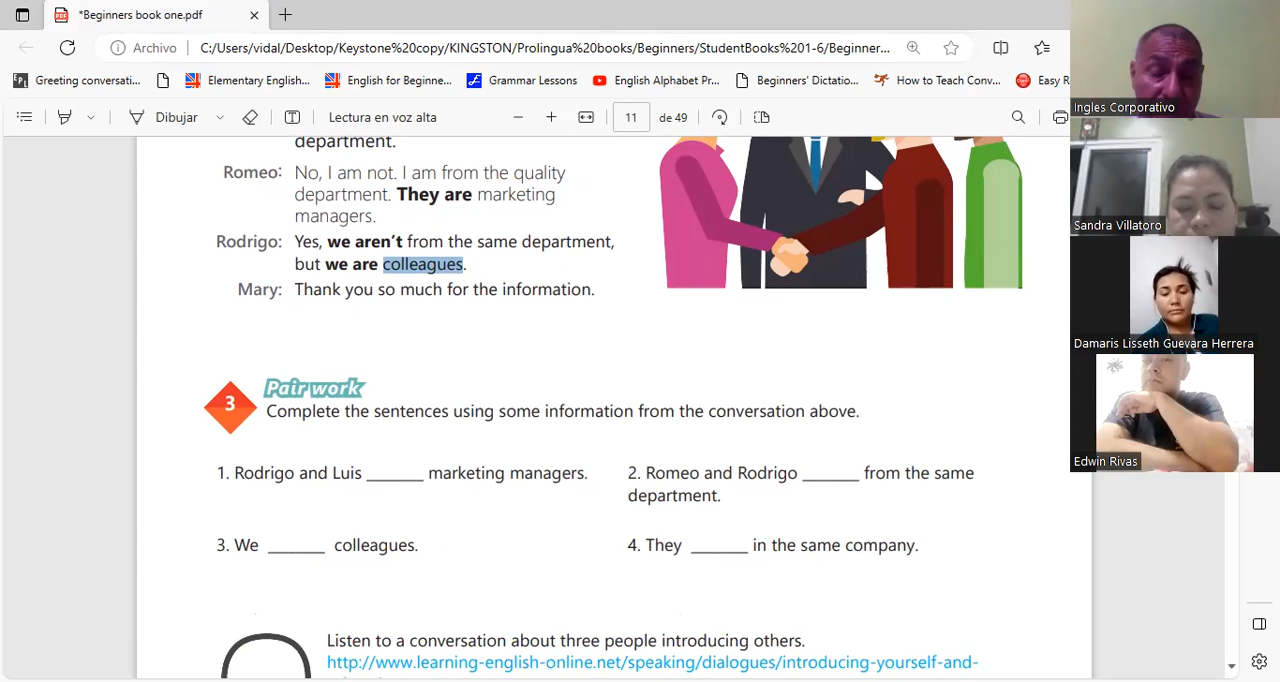 *Beginners book one.pdf
Archivo
C:/Users/vidal/Desktop/Keystone%20copy/KINGSTON/Prolingua%20books/Beginners/StudentBooks%201-6/Beginner...
Greeting conversati...
Elementary English...
English for Beginne...
Grammar Lessons
English Alphabet Pr...
Beginners' Dictatio...
How to Teach Conv...
Easy R
Dibujar
Lectura en voz alta
11
de 49
department.
Romeo: No, I am not. I am from the quality
department. They are marketing
managers.
Rodrigo: Yes, we aren't from the same department,
but we are colleagues.
Mary: Thank you so much for the information.
3
Pair work
Complete the sentences using some information from the conversation above.
1. Rodrigo and Luis ______ marketing managers.
2. Romeo and Rodrigo ______ from the same
department.
3. We ______ colleagues.
4. They ______ in the same company.
Listen to a conversation about three people introducing others.
http://www.learning-english-online.net/speaking/dialogues/introducing-yourself-and-
Ingles Corporativo
Sandra Villatoro
Damaris Lisseth Guevara Herrera
Edwin Rivas